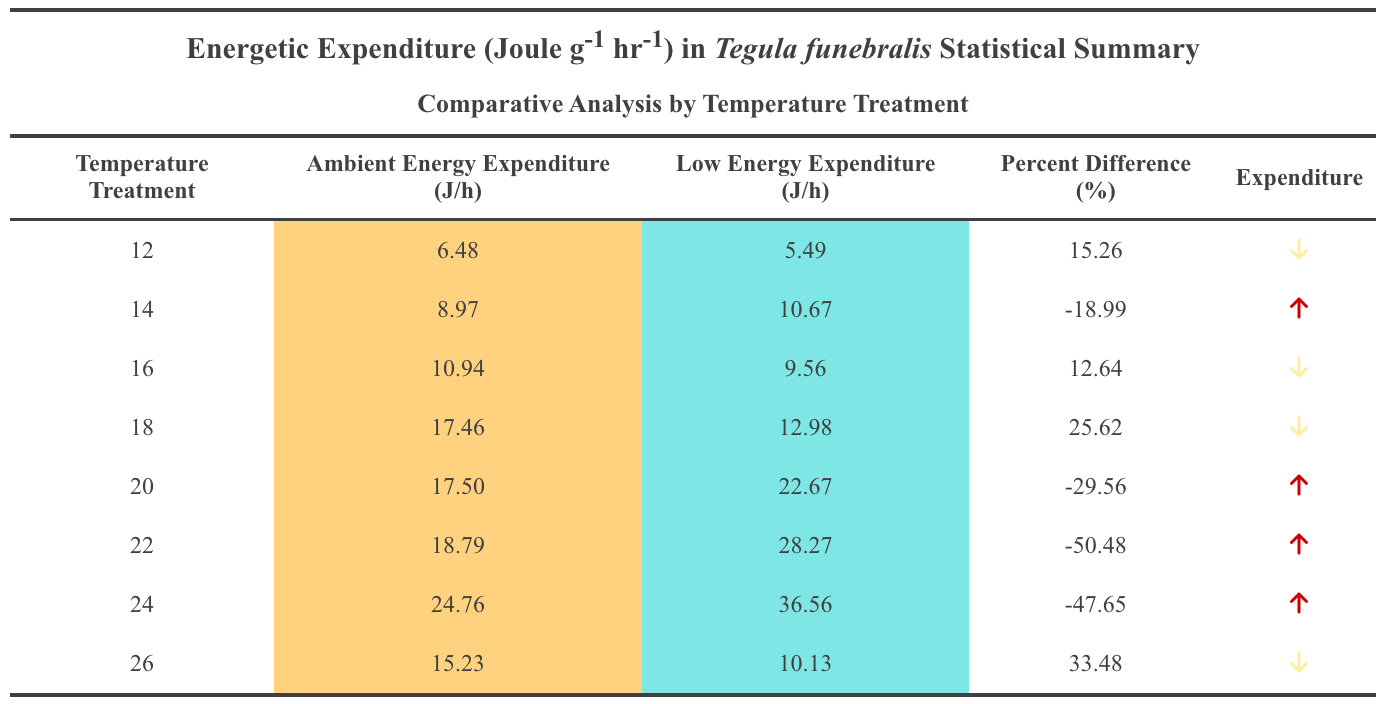 Energetic Expenditure (Joule g⁻¹ hr⁻¹) in Tegula funebralis Statistical Summary
Comparative Analysis by Temperature Treatment
Temperature Treatment Ambient Energy Expenditure (J/h) Low Energy Expenditure (J/h) Percent Difference (%) Expenditure
12 6.48 5.49 15.26 ↓
14 8.97 10.67 -18.99 ↑
16 10.94 9.56 12.64 ↓
18 17.46 12.98 25.62 ↓
20 17.50 22.67 -29.56 ↑
22 18.79 28.27 -50.48 ↑
24 24.76 36.56 -47.65 ↑
26 15.23 10.13 33.48 ↓